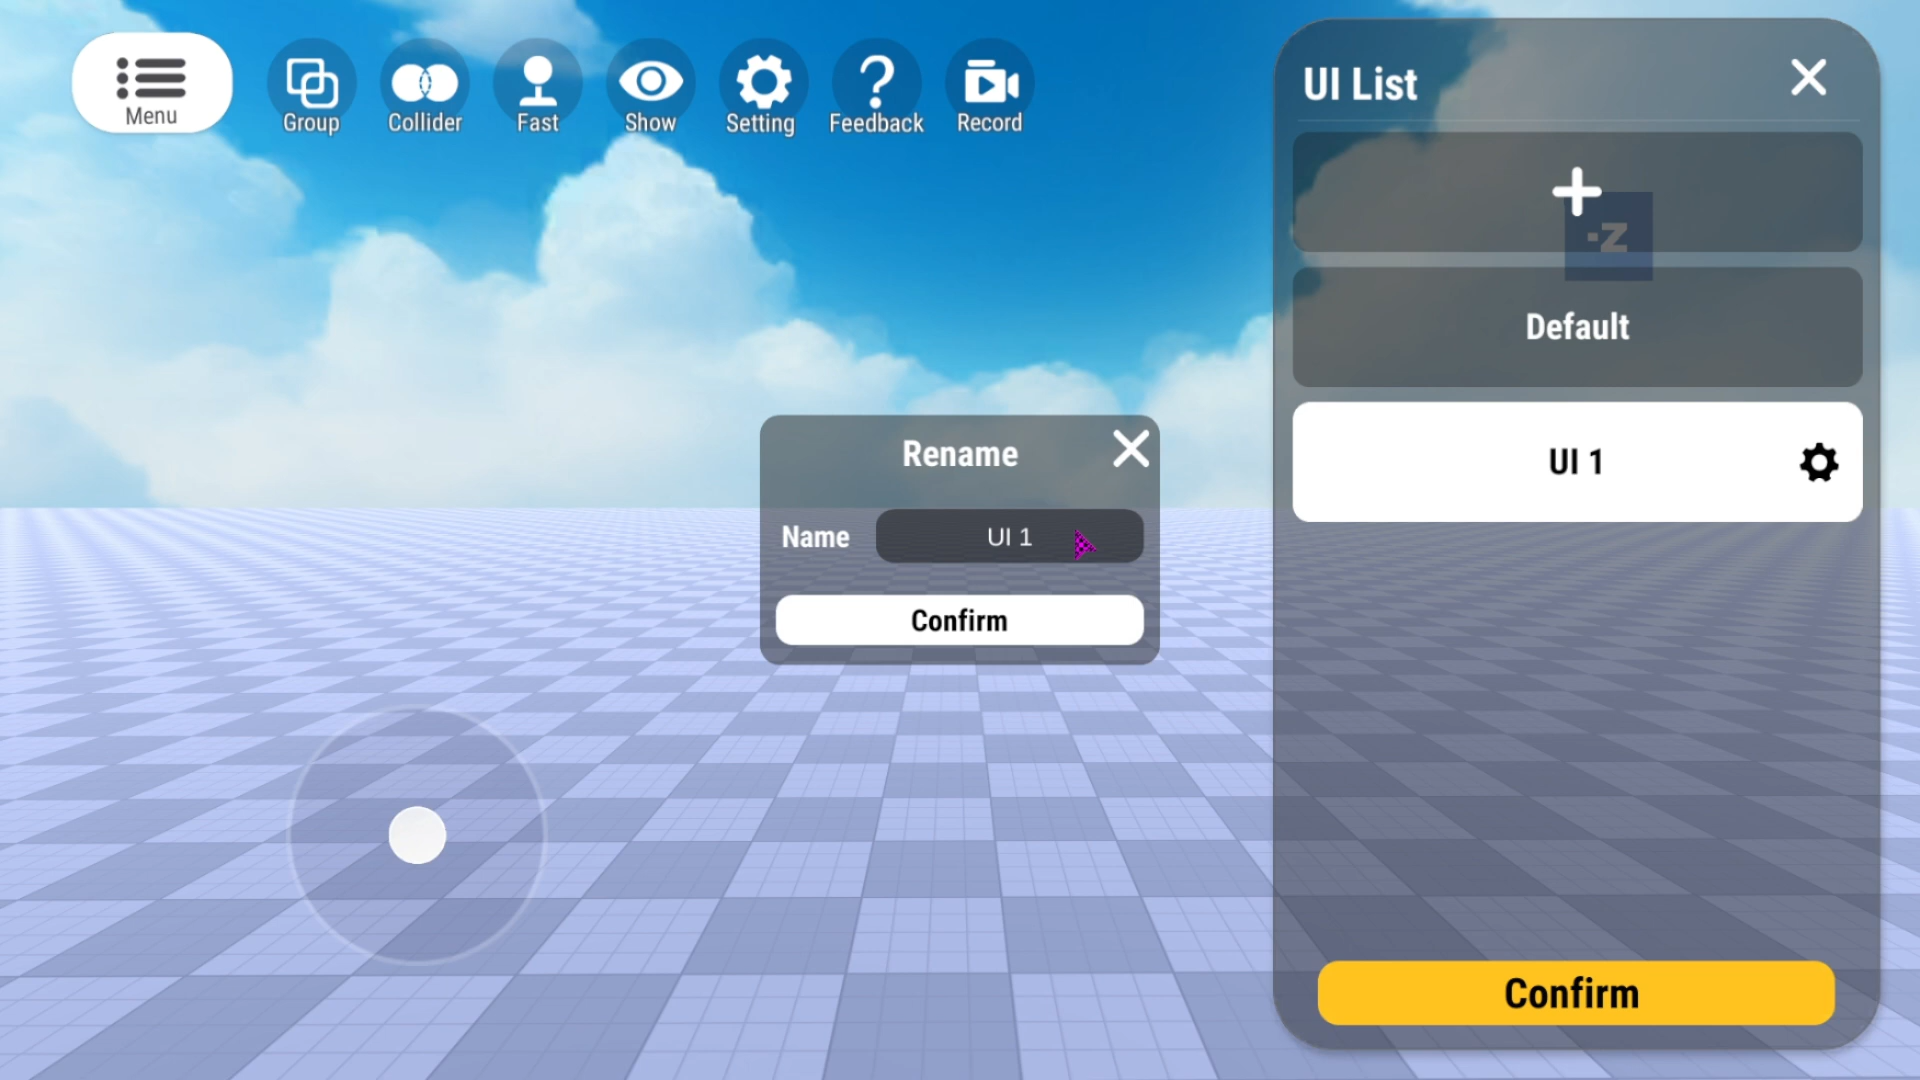 Menu
Group
Collider
Fast
Show
Setting
Feedback
Record
UI List
-Z
Default
UI 1
Rename
Name
UI 1
Confirm
Confirm